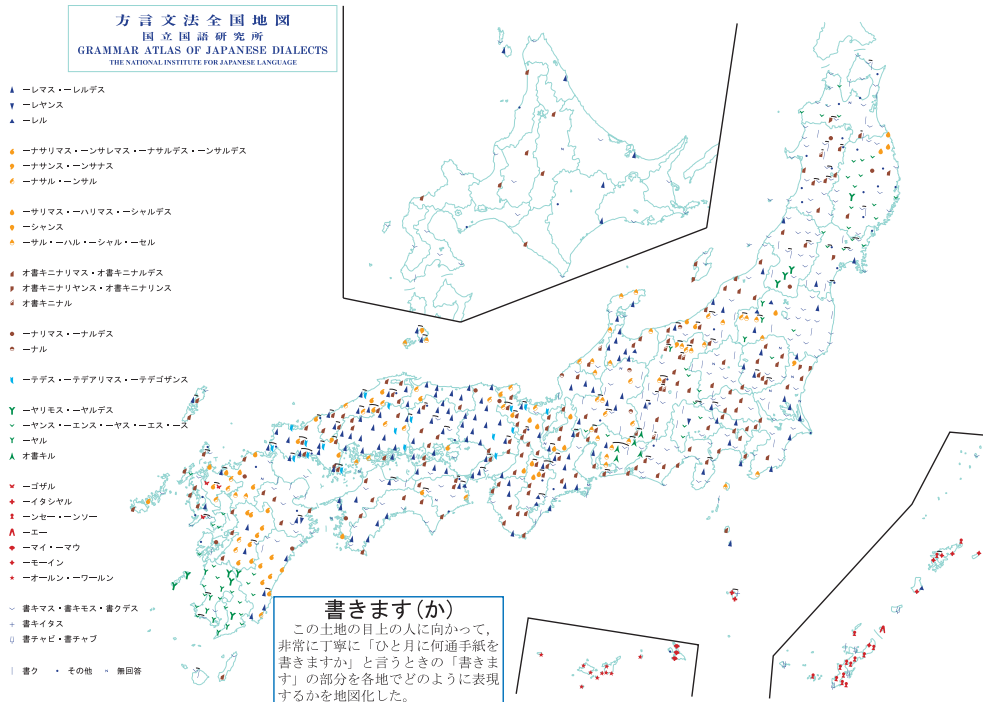 方言文法全国地図
国立国語研究所
GRAMMAR ATLAS OF JAPANESE DIALECTS
THE NATIONAL INSTITUTE FOR JAPANESE LANGUAGE
ーレマス・ーレルデス
ーレヤンス
ーレル
ーナサリマス・ーンサレマス・ーナサルデス・ーンサルデス
ーナサンス・ーンサナス
ーナサル・ーンサル
ーサリマス・ーハリマス・ーシャルデス
ーシャンス
ーサル・ーハル・ーシャル・ーセル
オ書キニナリマス・オ書キニナルデス
オ書キニナリヤンス・オ書キニナリンス
オ書キニナル
ーナリマス・ーナルデス
ーナル
ーテデス・ーテデアリマス・ーテデゴザンス
ーヤリモス・ーヤルデス
ーヤンス・ーエンス・ーヤス・ーエス・ース
ーヤル
オ書キル
ーゴザル
ーイタシャル
ーンセー・ーンソー
ーエー
ーマイ・ーマウ
ーモーイン
ーオールン・ーワールン
書キマス・書キモス・書クデス
書キイタス
書チャビ・書チャブ
書ク ・ その他 無回答
書きます(か)
この土地の目上の人に向かって，
非常に丁寧に「ひと月に何通手紙を
書きますか」と言うときの「書きま
す」の部分を各地でどのように表現
するかを地図化した。